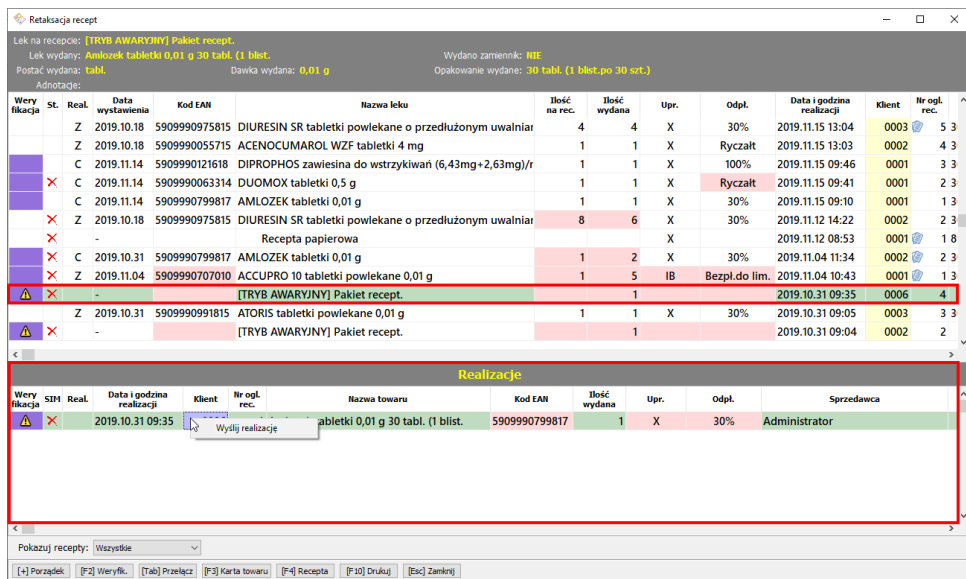 Retaksacja recept
Lek na recepcie: [TRYB AWARYJNY] Pakiet recept.
Lek wydany: Amlozek tabletki 0,01 g 30 tabl. (1 blist. Wydano zamiennik: NIE
Postać wydana: tabl. Dawka wydana: 0,01 g Opakowanie wydane: 30 tabl. (1 blist.po 30 szt.)
Adnotacje:
Wery fikacja St. Real. Data wystawienia Kod EAN Nazwa leku Ilość na rec. Ilość wydana Upr. Odpł. Data i godzina realizacji Klient Nr ogl. rec.
Z 2019.10.18 5909990975815 DIURESIN SR tabletki powlekane o przedłużonym uwalniar 4 4 X 30% 2019.11.15 13:04 0003 5 3
Z 2019.10.18 5909990055715 ACENOCUMAROL WZF tabletki 4 mg 1 1 X Ryczałt 2019.11.15 13:03 0002 4 3
C 2019.11.14 5909990121618 DIPROPHOS zawiesina do wstrzykiwań (6,43mg+2,63mg)/r 1 1 X 100% 2019.11.15 09:46 0001 3 3
C 2019.11.14 5909990063314 DUOMOX tabletki 0,5 g 1 1 X Ryczałt 2019.11.15 09:41 0001 2 3
C 2019.11.14 5909990799817 AMLOZEK tabletki 0,01 g 1 1 X 30% 2019.11.15 09:10 0001 1 3
Z 2019.10.18 5909990975815 DIURESIN SR tabletki powlekane o przedłużonym uwalniar 8 6 X 30% 2019.11.12 14:22 0002 2 3
- Recepta papierowa X 2019.11.12 08:53 0001 1 8
C 2019.10.31 5909990799817 AMLOZEK tabletki 0,01 g 1 2 X 30% 2019.11.04 11:34 0002 2 3
Z 2019.11.04 5909990707010 ACCUPRO 10 tabletki powlekane 0,01 g 1 5 IB Bezpł.do lim. 2019.11.04 10:43 0001 1 3
- [TRYB AWARYJNY] Pakiet recept. 1 2019.10.31 09:35 0006 4
Z 2019.10.31 5909990991815 ATORIS tabletki powlekane 0,01 g 1 1 X 30% 2019.10.31 09:05 0003 3 3
- [TRYB AWARYJNY] Pakiet recept. 1 2019.10.31 09:04 0002 2
Realizacje
Wery fikacja SIM Real. Data i godzina realizacji Klient Nr ogl. rec. Nazwa towaru Kod EAN Ilość wydana Upr. Odpł. Sprzedawca
2019.10.31 09:35 abletki 0,01 g 30 tabl. (1 blist. 5909990799817 1 X 30% Administrator
Wyślij realizację
Pokazuj recepty: Wszystkie
[+] Porządek [F2] Weryfik. [Tab] Przełącz [F3] Karta towaru [F4] Recepta [F10] Drukuj [Esc] Zamknij